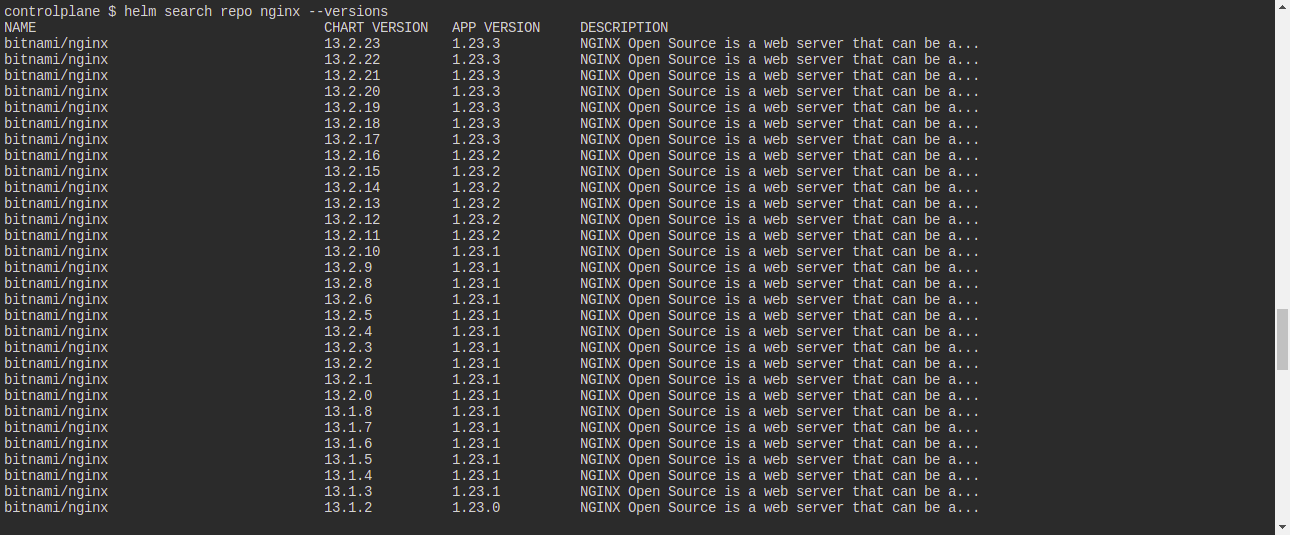 controlplane $ helm search repo nginx --versions
NAME CHART VERSION APP VERSION DESCRIPTION
bitnami/nginx 13.2.23 1.23.3 NGINX Open Source is a web server that can be a...
bitnami/nginx 13.2.22 1.23.3 NGINX Open Source is a web server that can be a...
bitnami/nginx 13.2.21 1.23.3 NGINX Open Source is a web server that can be a...
bitnami/nginx 13.2.20 1.23.3 NGINX Open Source is a web server that can be a...
bitnami/nginx 13.2.19 1.23.3 NGINX Open Source is a web server that can be a...
bitnami/nginx 13.2.18 1.23.3 NGINX Open Source is a web server that can be a...
bitnami/nginx 13.2.17 1.23.3 NGINX Open Source is a web server that can be a...
bitnami/nginx 13.2.16 1.23.2 NGINX Open Source is a web server that can be a...
bitnami/nginx 13.2.15 1.23.2 NGINX Open Source is a web server that can be a...
bitnami/nginx 13.2.14 1.23.2 NGINX Open Source is a web server that can be a...
bitnami/nginx 13.2.13 1.23.2 NGINX Open Source is a web server that can be a...
bitnami/nginx 13.2.12 1.23.2 NGINX Open Source is a web server that can be a...
bitnami/nginx 13.2.11 1.23.2 NGINX Open Source is a web server that can be a...
bitnami/nginx 13.2.10 1.23.1 NGINX Open Source is a web server that can be a...
bitnami/nginx 13.2.9 1.23.1 NGINX Open Source is a web server that can be a...
bitnami/nginx 13.2.8 1.23.1 NGINX Open Source is a web server that can be a...
bitnami/nginx 13.2.6 1.23.1 NGINX Open Source is a web server that can be a...
bitnami/nginx 13.2.5 1.23.1 NGINX Open Source is a web server that can be a...
bitnami/nginx 13.2.4 1.23.1 NGINX Open Source is a web server that can be a...
bitnami/nginx 13.2.3 1.23.1 NGINX Open Source is a web server that can be a...
bitnami/nginx 13.2.2 1.23.1 NGINX Open Source is a web server that can be a...
bitnami/nginx 13.2.1 1.23.1 NGINX Open Source is a web server that can be a...
bitnami/nginx 13.2.0 1.23.1 NGINX Open Source is a web server that can be a...
bitnami/nginx 13.1.8 1.23.1 NGINX Open Source is a web server that can be a...
bitnami/nginx 13.1.7 1.23.1 NGINX Open Source is a web server that can be a...
bitnami/nginx 13.1.6 1.23.1 NGINX Open Source is a web server that can be a...
bitnami/nginx 13.1.5 1.23.1 NGINX Open Source is a web server that can be a...
bitnami/nginx 13.1.4 1.23.1 NGINX Open Source is a web server that can be a...
bitnami/nginx 13.1.3 1.23.1 NGINX Open Source is a web server that can be a...
bitnami/nginx 13.1.2 1.23.0 NGINX Open Source is a web server that can be a...